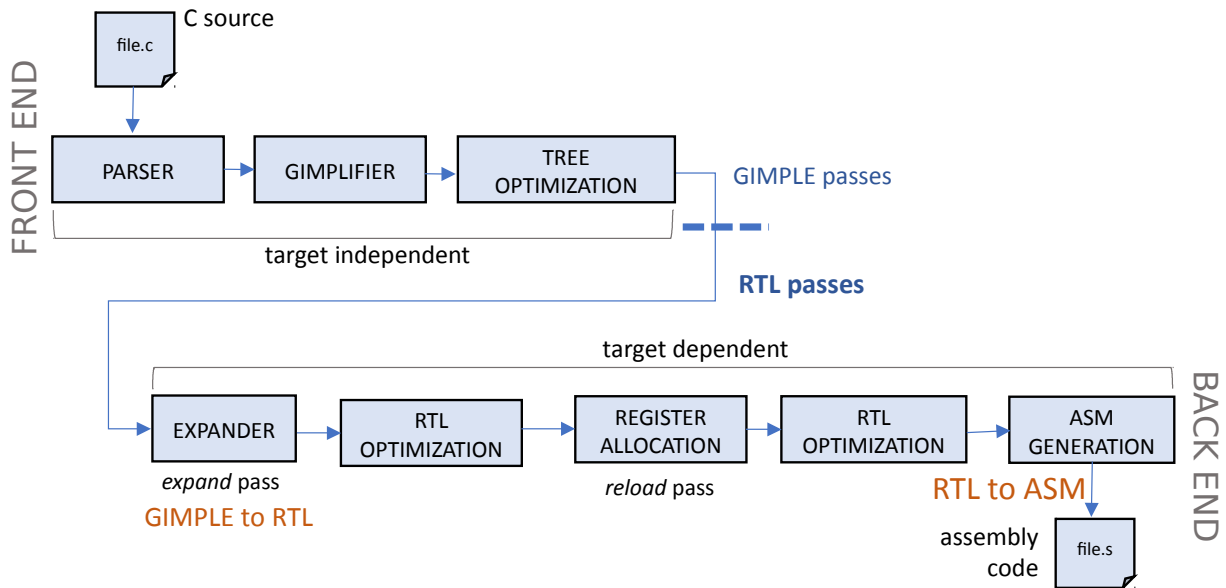 C source
file.c
FRONT END
PARSER
GIMPLIFIER
TREE
OPTIMIZATION
GIMPLE passes
target independent
RTL passes
target dependent
BACK END
EXPANDER
RTL
OPTIMIZATION
REGISTER
ALLOCATION
RTL
OPTIMIZATION
ASM
GENERATION
expand pass
GIMPLE to RTL
reload pass
RTL to ASM
assembly
code
file.s